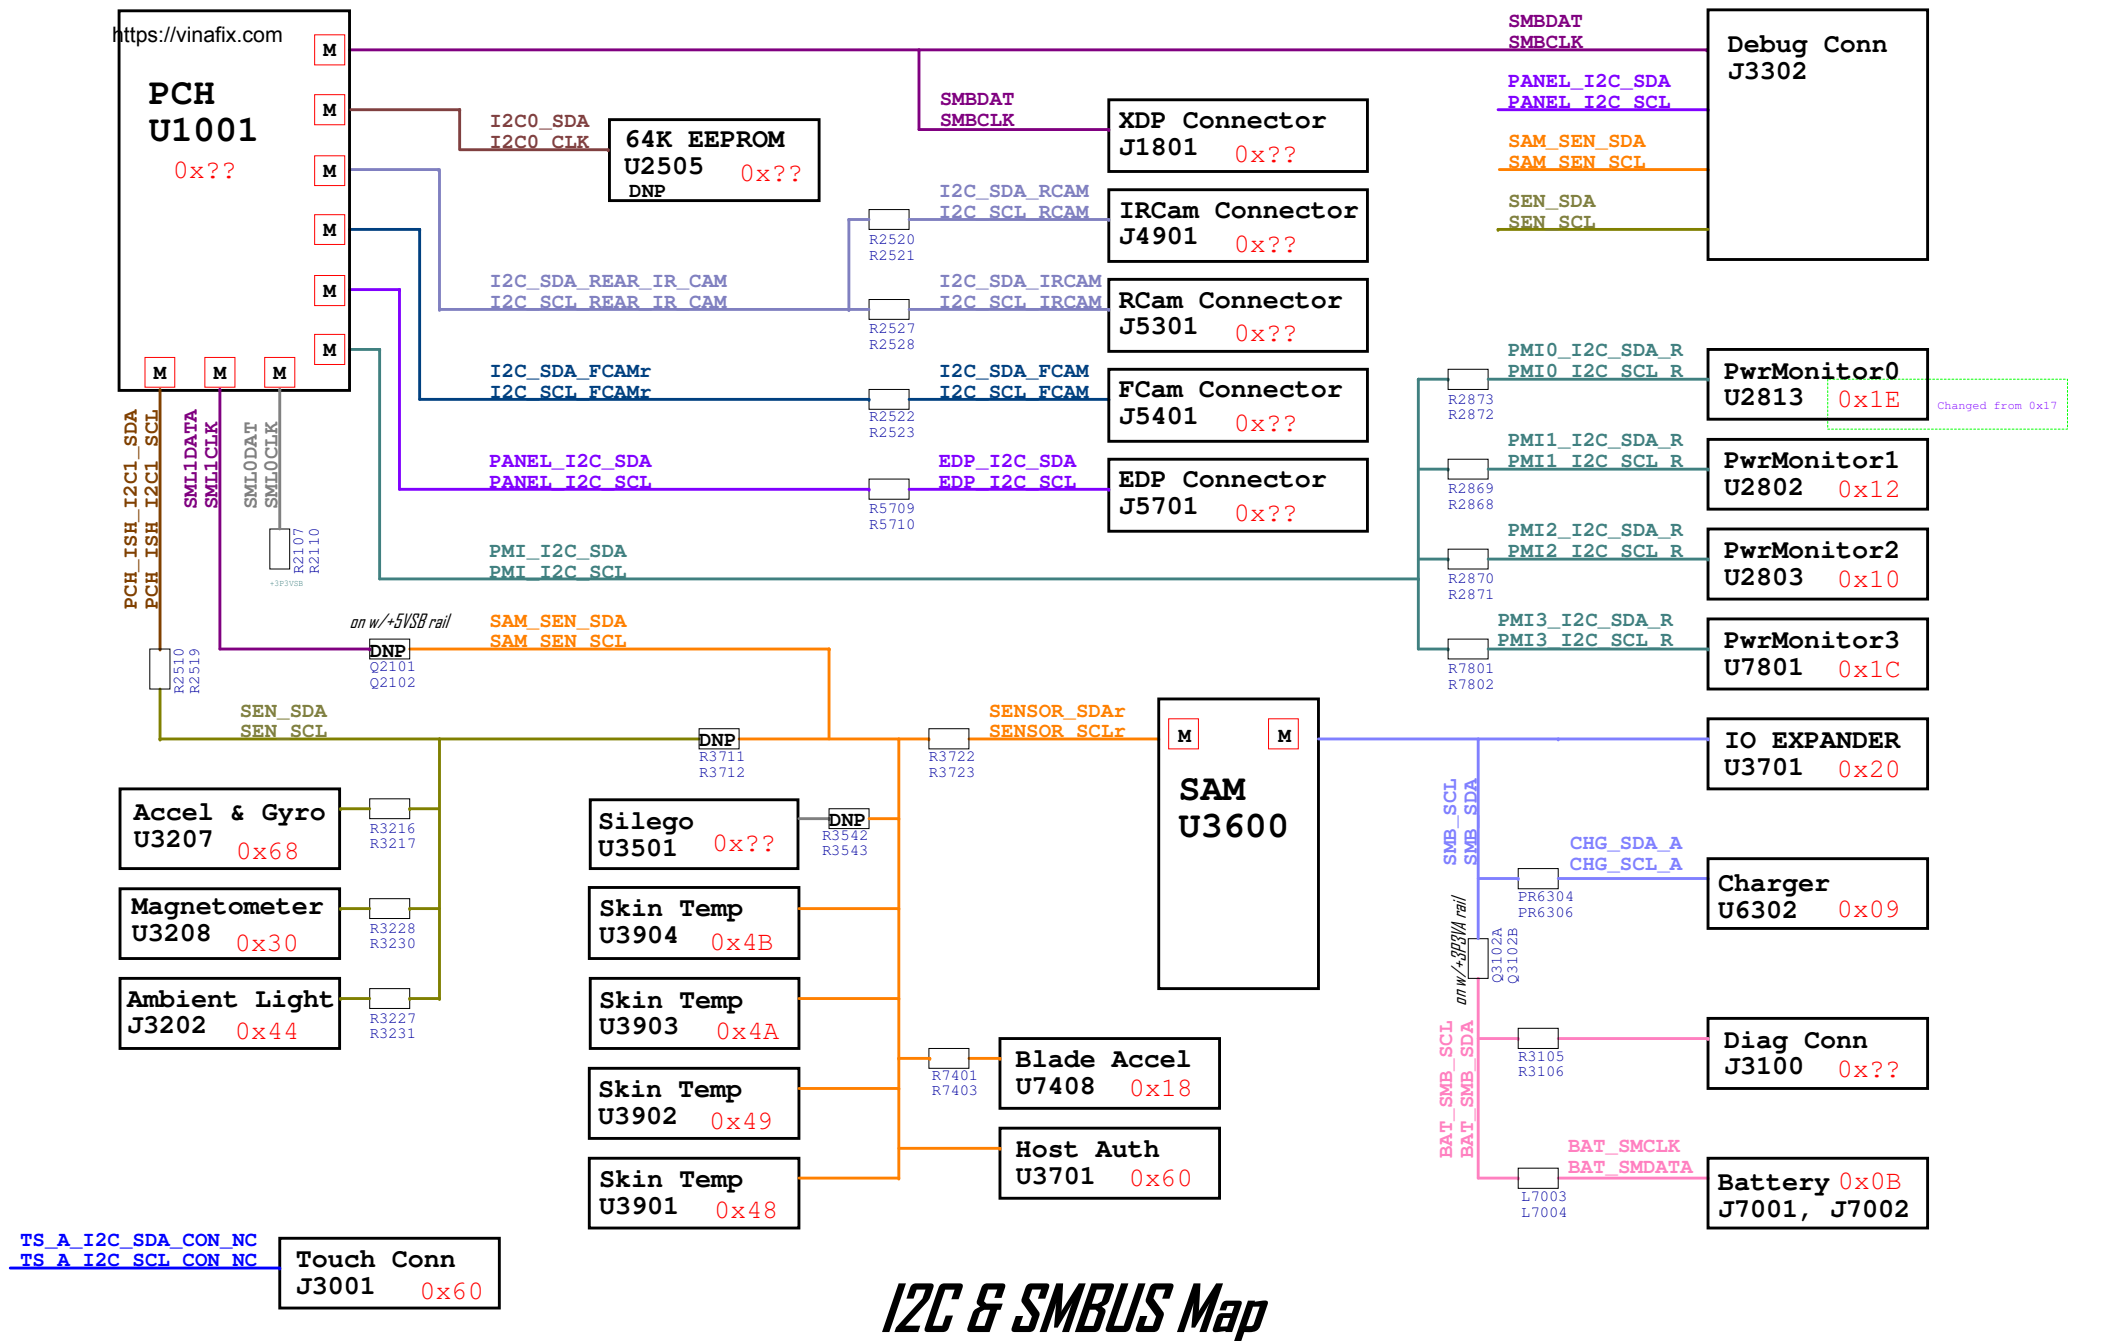 https://vinafix.com
PCH
U1001
0x??
M
M
M
M
M
M
M
M
M
SMBDAT
SMBCLK
Debug Conn
J3302
PANEL_I2C_SDA
PANEL_I2C_SCL
SAM_SEN_SDA
SAM_SEN_SCL
SEN_SDA
SEN_SCL
SMBDAT
SMBCLK
XDP Connector
J1801 0x??
I2C0_SDA
I2C0_CLK
64K EEPROM
U2505 0x??
DNP
I2C_SDA_RCAM
I2C_SCL_RCAM
R2520
R2521
IRCam Connector
J4901 0x??
I2C_SDA_REAR_IR_CAM
I2C_SCL_REAR_IR_CAM
I2C_SDA_IRCAM
I2C_SCL_IRCAM
R2527
R2528
RCam Connector
J5301 0x??
I2C_SDA_FCAMr
I2C_SCL_FCAMr
I2C_SDA_FCAM
I2C_SCL_FCAM
R2522
R2523
FCam Connector
J5401 0x??
PANEL_I2C_SDA
PANEL_I2C_SCL
EDP_I2C_SDA
EDP_I2C_SCL
R5709
R5710
EDP Connector
J5701 0x??
PMI_I2C_SDA
PMI_I2C_SCL
PMI0_I2C_SDA_R
PMI0_I2C_SCL_R
R2873
R2872
PwrMonitor0
U2813 0x1E
Changed from 0x17
PMI1_I2C_SDA_R
PMI1_I2C_SCL_R
R2869
R2868
PwrMonitor1
U2802 0x12
PMI2_I2C_SDA_R
PMI2_I2C_SCL_R
R2870
R2871
PwrMonitor2
U2803 0x10
PMI3_I2C_SDA_R
PMI3_I2C_SCL_R
R7801
R7802
PwrMonitor3
U7801 0x1C
PCH_ISH_I2C1_SDA
PCH_ISH_I2C1_SCL
SML1DATA
SML1CLK
SML0DAT
SML0CLK
R2107
R2110
+3P3VSB
R2510
R2519
on w/+5VSB rail
DNP
Q2101
Q2102
SAM_SEN_SDA
SAM_SEN_SCL
SEN_SDA
SEN_SCL
DNP
R3711
R3712
R3722
R3723
SENSOR_SDAr
SENSOR_SCLr
M
M
SAM
U3600
IO EXPANDER
U3701 0x20
SMB_SCL
SMB_SDA
CHG_SDA_A
CHG_SCL_A
PR6304
PR6306
Charger
U6302 0x09
on w/+3P3VA rail
Q3102A
Q3102B
BAT_SMB_SCL
BAT_SMB_SDA
R3105
R3106
Diag Conn
J3100 0x??
BAT_SMCLK
BAT_SMDATA
L7003
L7004
Battery 0x0B
J7001, J7002
Accel & Gyro
U3207 0x68
R3216
R3217
Magnetometer
U3208 0x30
R3228
R3230
Ambient Light
J3202 0x44
R3227
R3231
Silego
U3501 0x??
DNP
R3542
R3543
Skin Temp
U3904 0x4B
Skin Temp
U3903 0x4A
Skin Temp
U3902 0x49
Skin Temp
U3901 0x48
R7401
R7403
Blade Accel
U7408 0x18
Host Auth
U3701 0x60
TS_A_I2C_SDA_CON_NC
TS_A_I2C_SCL_CON_NC
Touch Conn
J3001 0x60
I2C & SMBUS Map